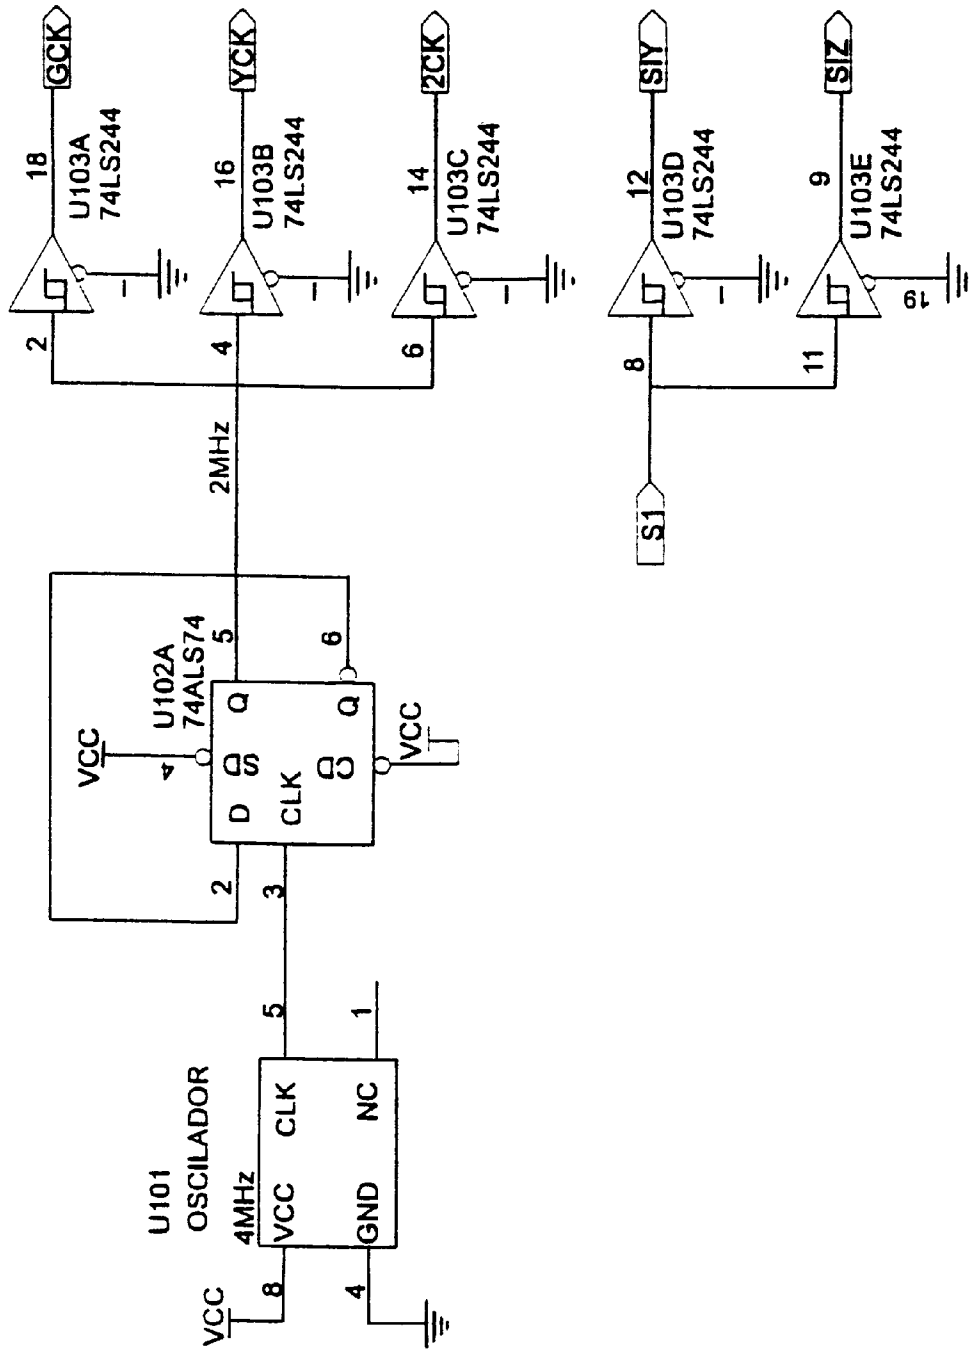 U101
OSCILADOR
4MHz
VCC
8
VCC
CLK
5
4
GND
NC
1
VCC
4
U102A
74ALS74
2
D
SD
Q
5
3
CLK
CD
Q
6
VCC
2MHz
2
18
GCK
U103A
74LS244
1
4
16
YCK
U103B
74LS244
1
6
14
2CK
U103C
74LS244
1
S1
8
12
SIY
U103D
74LS244
1
11
9
SIZ
U103E
74LS244
19